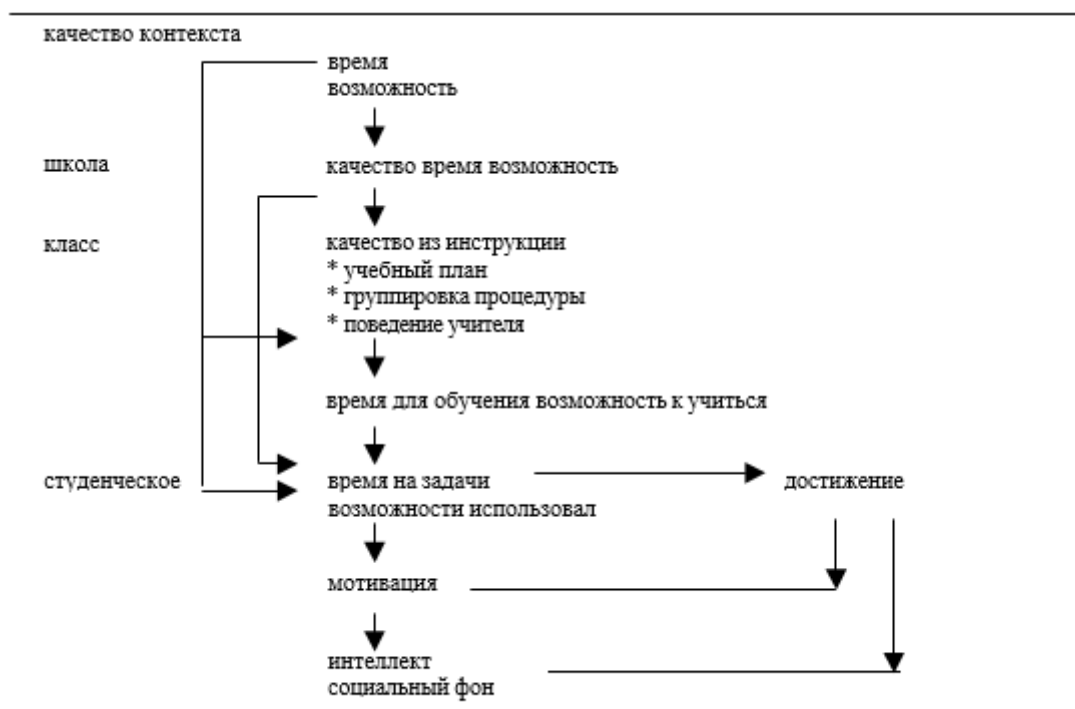 качество контекста
время
возможность
школа
качество время возможность
класс
качество из инструкции
* учебный план
* группировка процедуры
* поведение учителя
время для обучения возможность к учиться
студенческое
время на задачи
возможности использовал
достижение
мотивация
интеллект
социальный фон